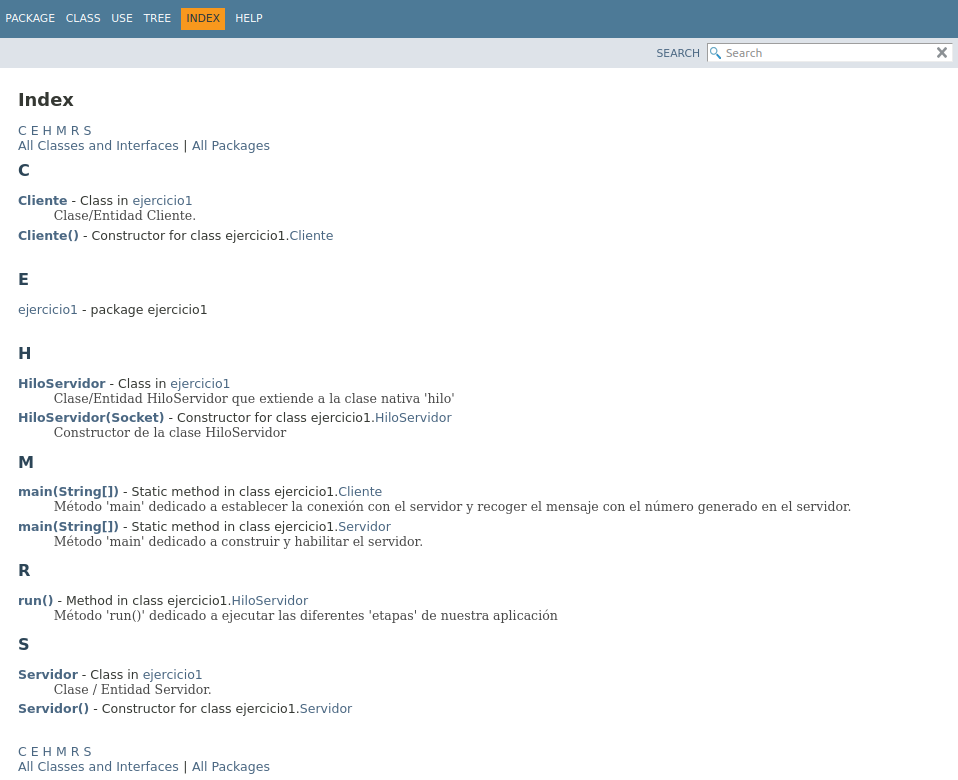 PACKAGE CLASS USE TREE INDEX HELP
SEARCH Search
Index
C E H M R S
All Classes and Interfaces | All Packages
C
Cliente - Class in ejercicio1
Clase/Entidad Cliente.
Cliente() - Constructor for class ejercicio1.Cliente
E
ejercicio1 - package ejercicio1
H
HiloServidor - Class in ejercicio1
Clase/Entidad HiloServidor que extiende a la clase nativa 'hilo'
HiloServidor(Socket) - Constructor for class ejercicio1.HiloServidor
Constructor de la clase HiloServidor
M
main(String[]) - Static method in class ejercicio1.Cliente
Método 'main' dedicado a establecer la conexión con el servidor y recoger el mensaje con el número generado en el servidor.
main(String[]) - Static method in class ejercicio1.Servidor
Método 'main' dedicado a construir y habilitar el servidor.
R
run() - Method in class ejercicio1.HiloServidor
Método 'run()' dedicado a ejecutar las diferentes 'etapas' de nuestra aplicación
S
Servidor - Class in ejercicio1
Clase / Entidad Servidor.
Servidor() - Constructor for class ejercicio1.Servidor
C E H M R S
All Classes and Interfaces | All Packages